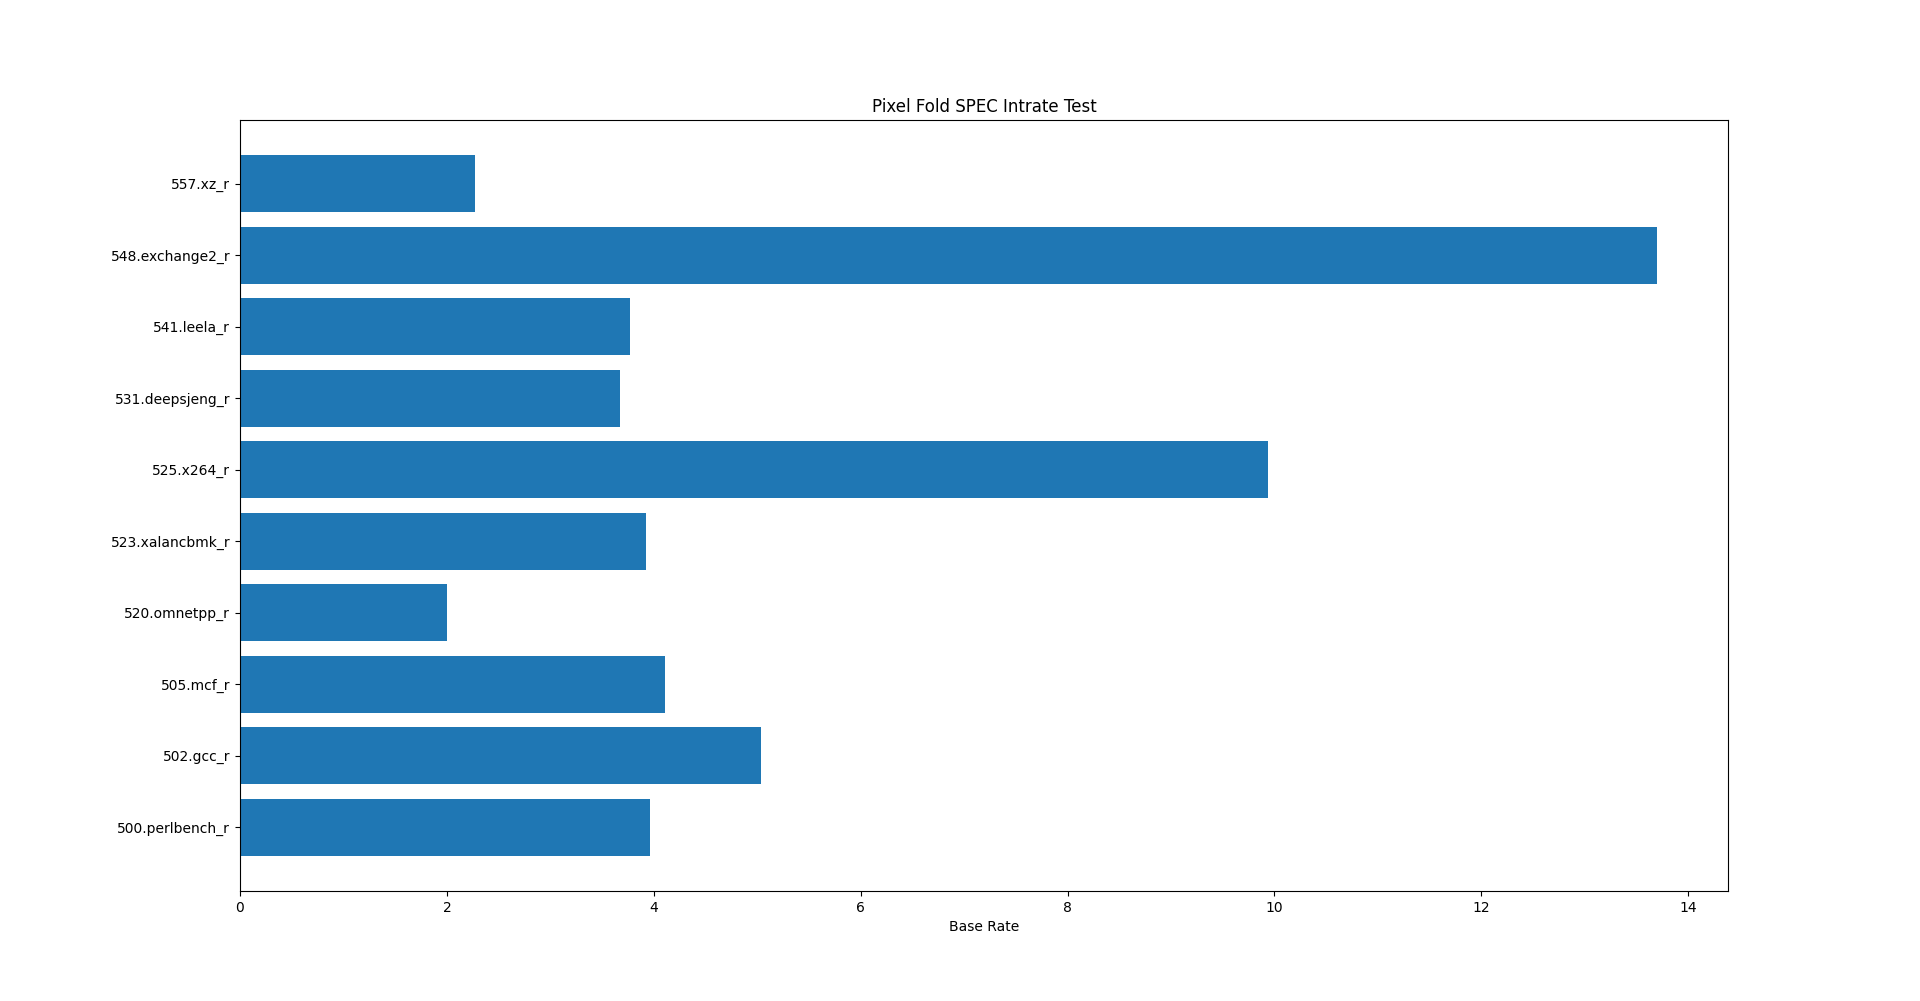 Pixel Fold SPEC Intrate Test
557.xz_r
548.exchange2_r
541.leela_r
531.deepsjeng_r
525.x264_r
523.xalancbmk_r
520.omnetpp_r
505.mcf_r
502.gcc_r
500.perlbench_r
0 2 4 6 8 10 12 14
Base Rate